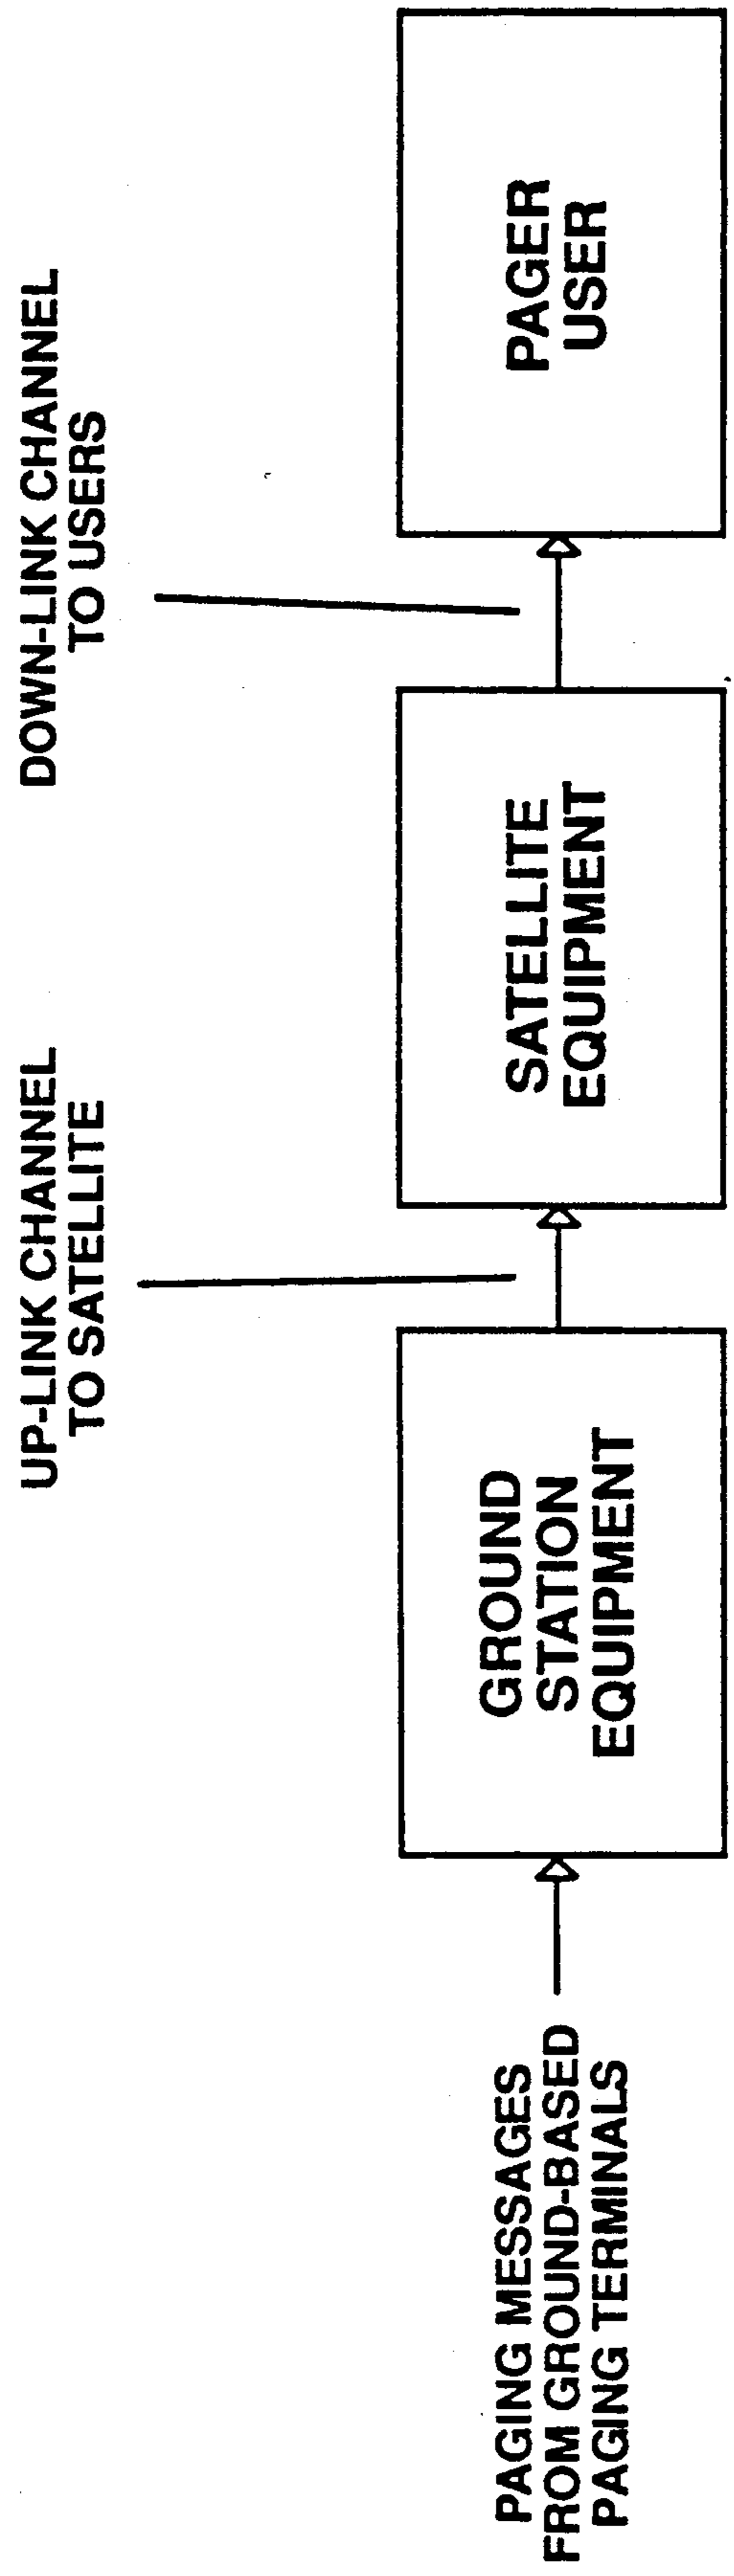 UP-LINK CHANNEL
TO SATELLITE
DOWN-LINK CHANNEL
TO USERS
PAGING MESSAGES
FROM GROUND-BASED
PAGING TERMINALS
GROUND
STATION
EQUIPMENT
SATELLITE
EQUIPMENT
PAGER
USER